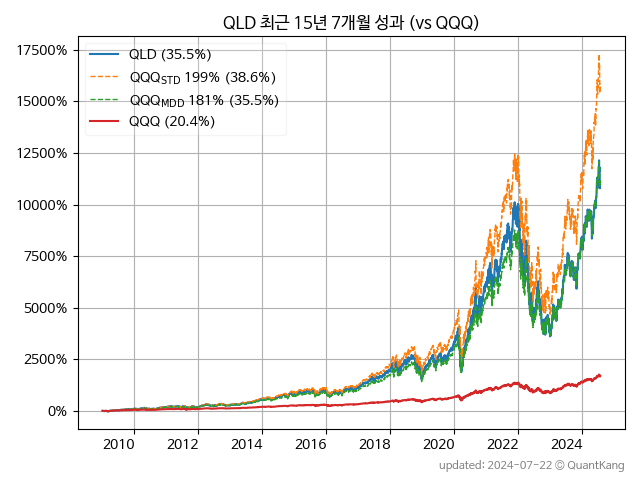 QLD 최근 15년 7개월 성과 (vs QQQ)
17500%
15000%
12500%
10000%
7500%
5000%
2500%
0%
QLD (35.5%)
QQQSTD 199% (38.6%)
QQQMDD 181% (35.5%)
QQQ (20.4%)
2010 2012 2014 2016 2018 2020 2022 2024
updated: 2024-07-22 © QuantKang